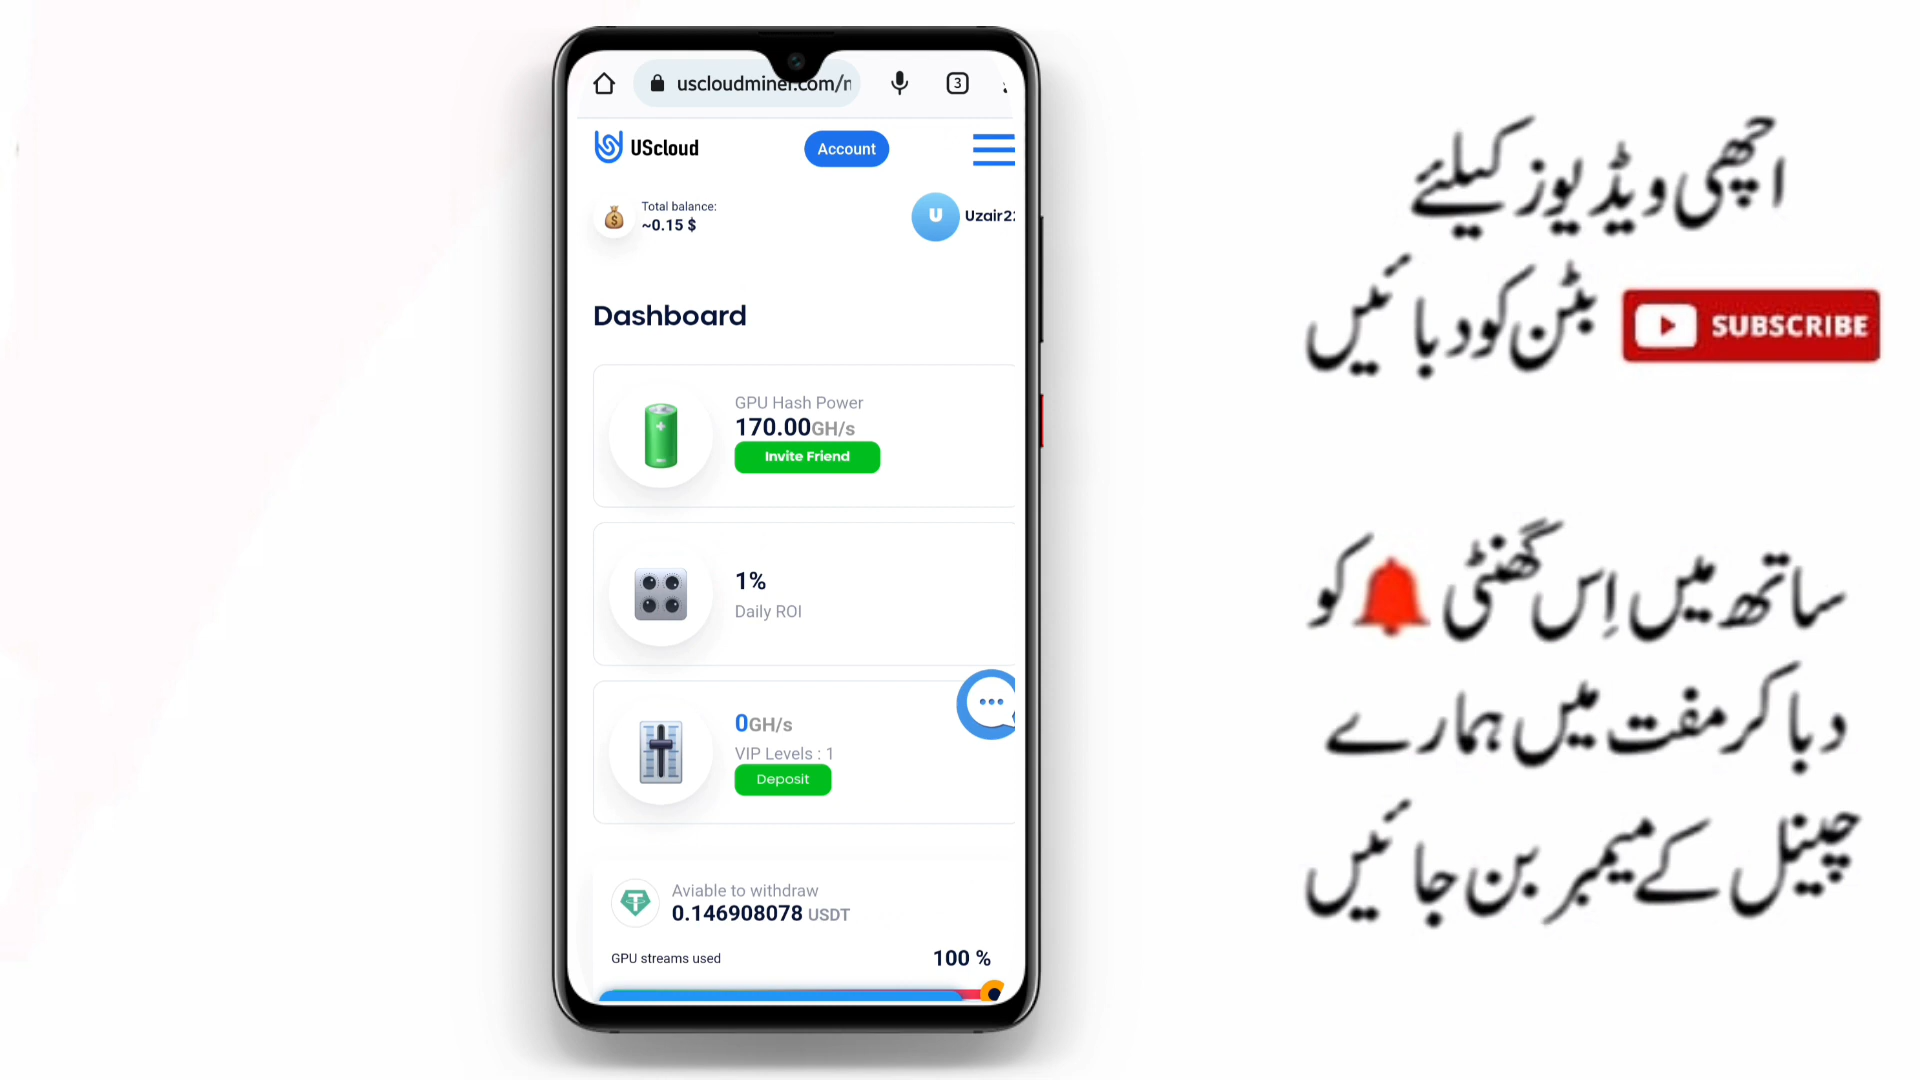 uscloudminer.com/r
3
UScloud
Account
Total balance:
~0.15 $
U
Uzair22
Dashboard
GPU Hash Power
170.00GH/s
Invite Friend
1%
Daily ROI
0GH/s
VIP Levels : 1
Deposit
Aviable to withdraw
0.146908078 USDT
GPU streams used
100 %
اچھی ویڈیوز کیلئے
SUBSCRIBE بٹن کو دبائیں
ساتھ میں اِس گھنٹی کو
دبا کر مفت میں ہمارے
چینل کے میمبر بن جائیں